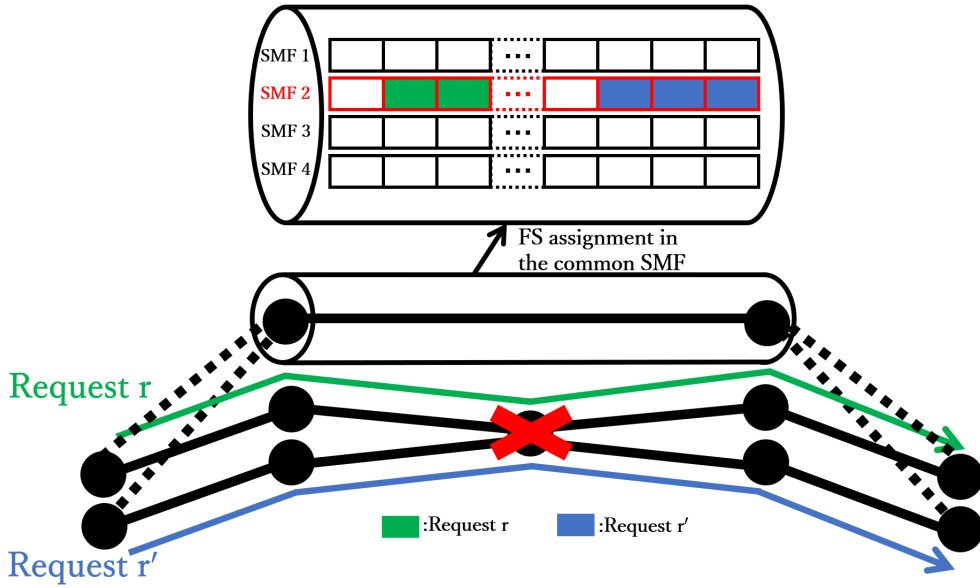 SMF 1
...
SMF 2
...
SMF 3
...
SMF 4
...
FS assignment in
the common SMF
Request r
:Request r
:Request r′
Request r′